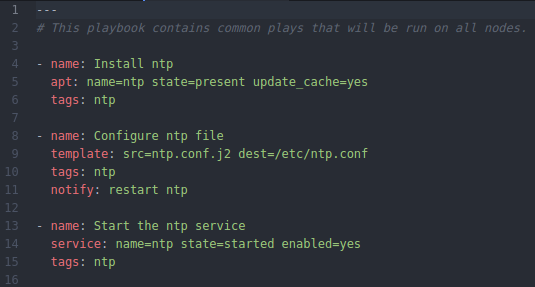 1 ---
2 # This playbook contains common plays that will be run on all nodes.
3
4 - name: Install ntp
5   apt: name=ntp state=present update_cache=yes
6   tags: ntp
7
8 - name: Configure ntp file
9   template: src=ntp.conf.j2 dest=/etc/ntp.conf
10   tags: ntp
11   notify: restart ntp
12
13 - name: Start the ntp service
14   service: name=ntp state=started enabled=yes
15   tags: ntp
16